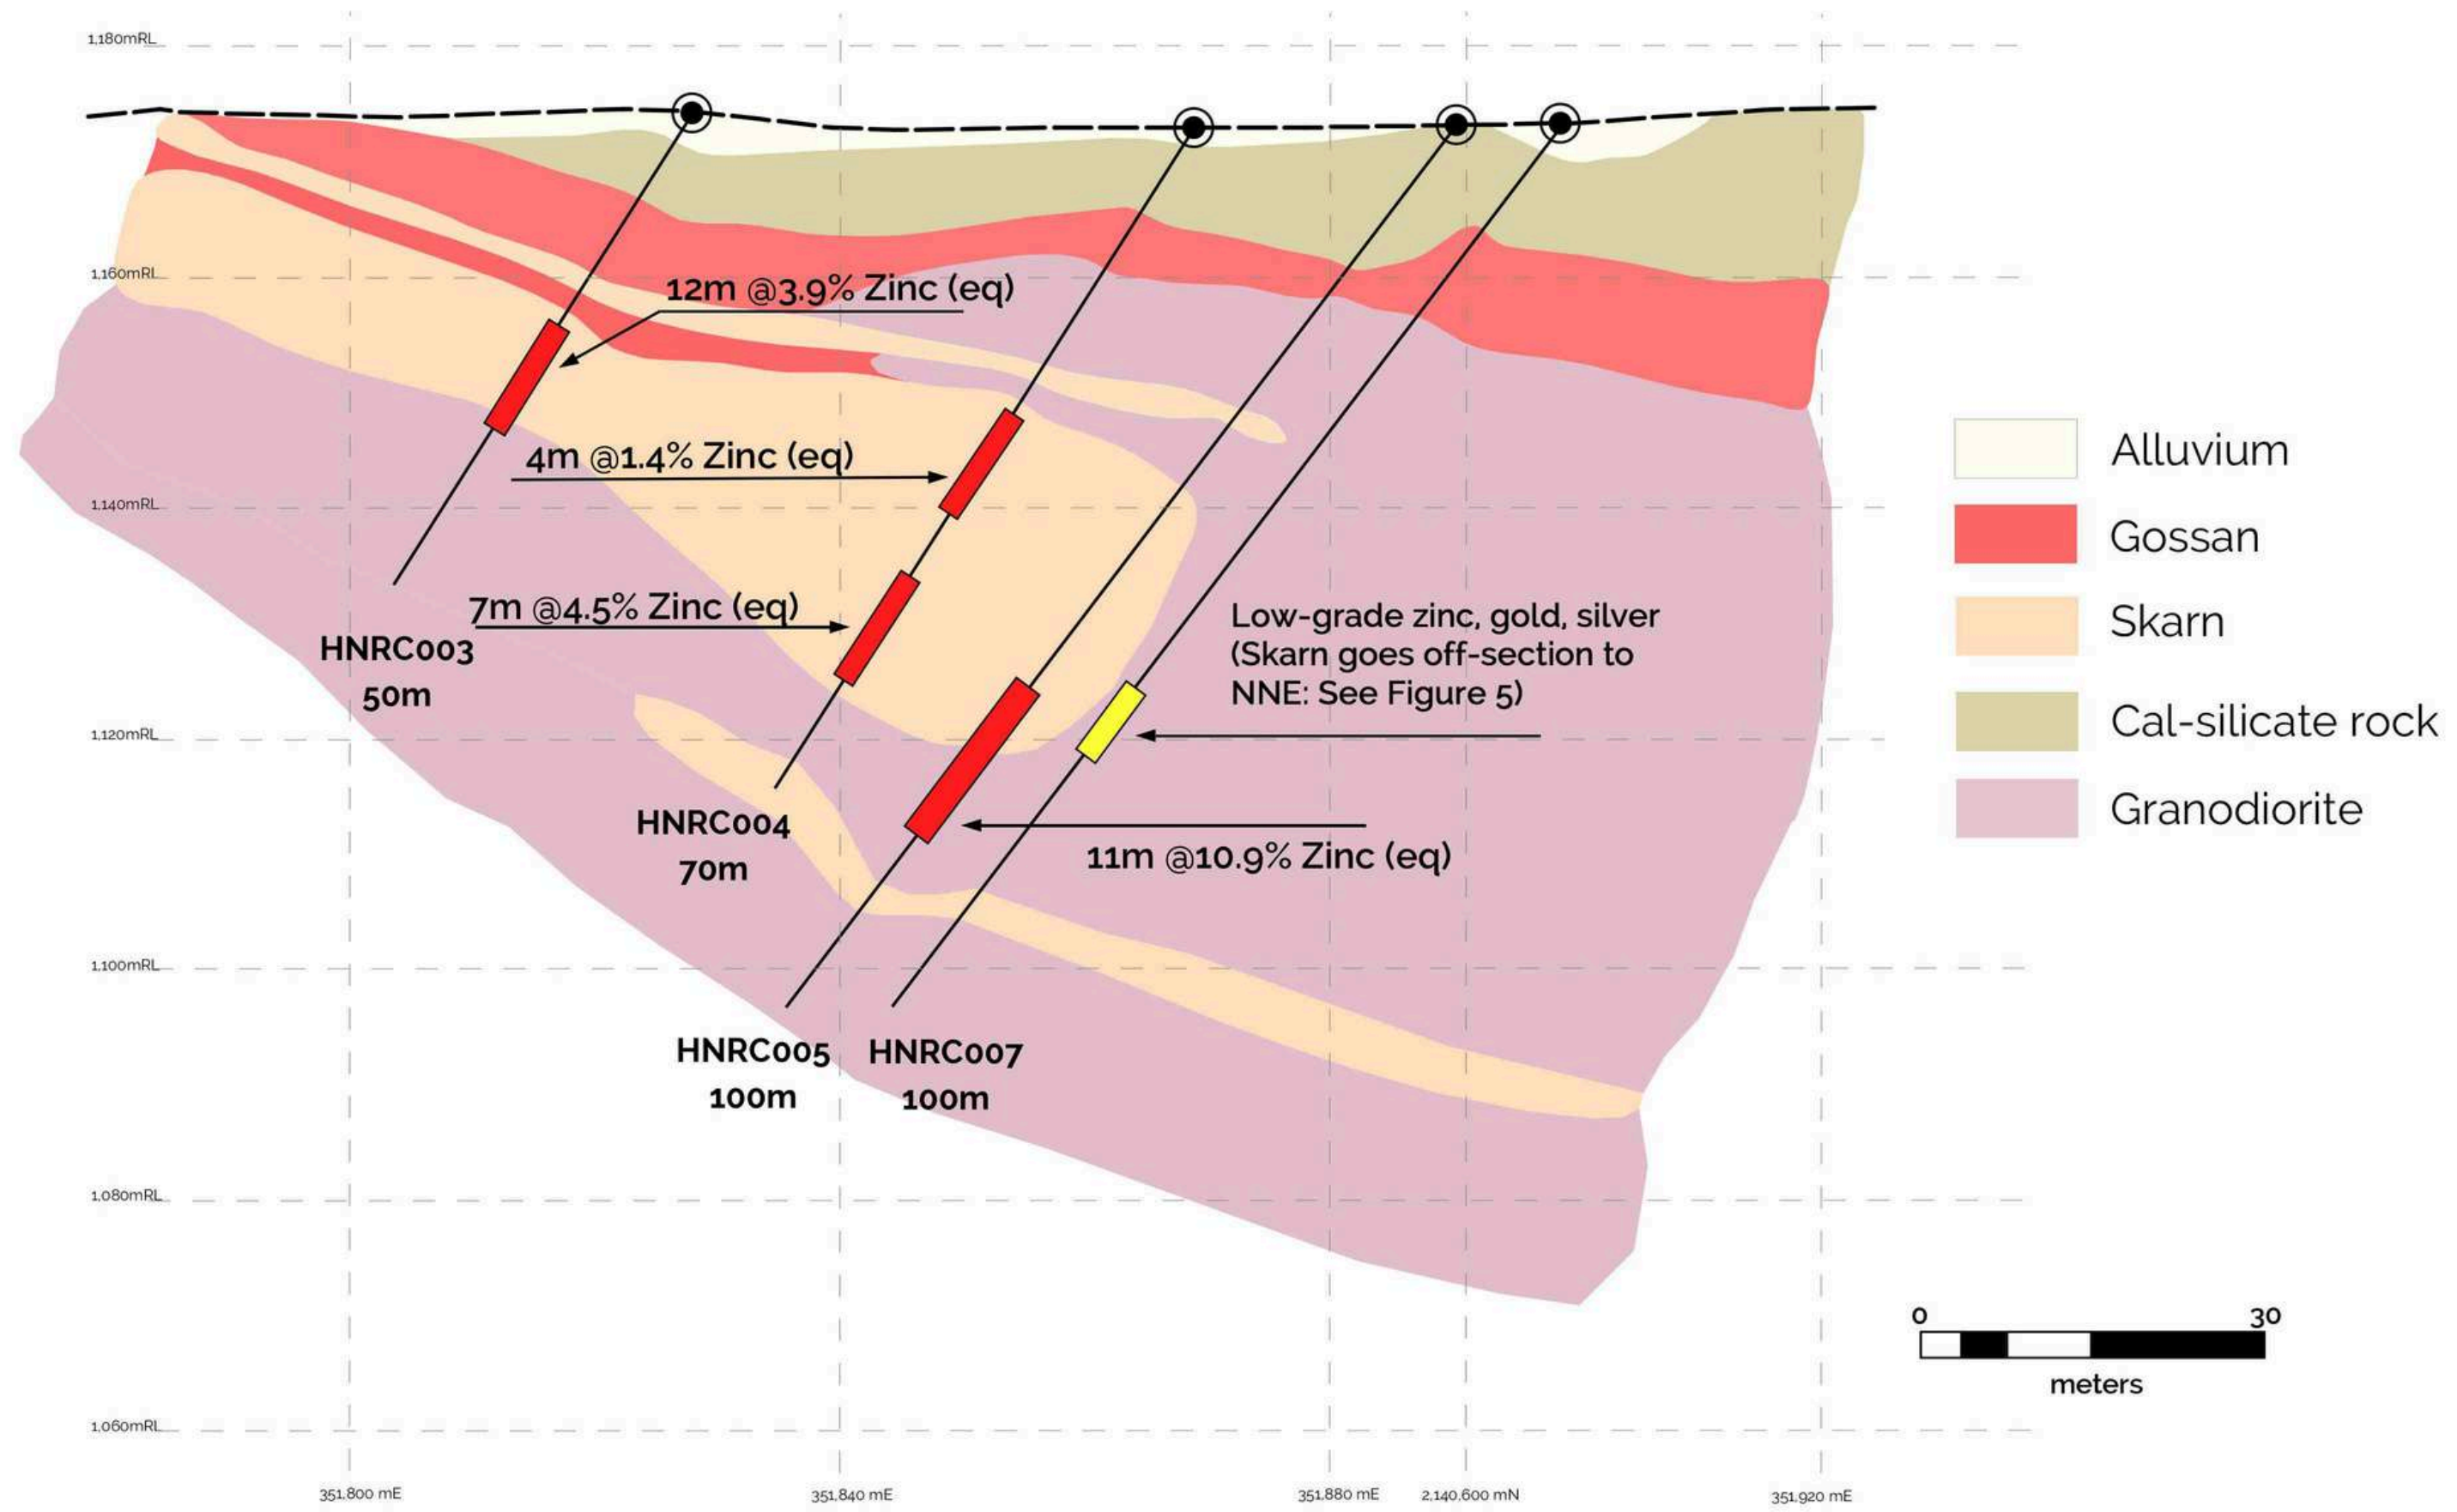 1,180mRL
1,160mRL
12m @3.9% Zinc (eq)
4m @1.4% Zinc (eq)
1,140mRL
7m @4.5% Zinc (eq)
HNRC003
50m
Low-grade zinc, gold, silver
(Skarn goes off-section to
NNE: See Figure 5)
1,120mRL
HNRC004
70m
11m @10.9% Zinc (eq)
1,100mRL
HNRC005
100m
HNRC007
100m
1,080mRL
1,060mRL
351,800 mE
351,840 mE
351,880 mE
2,140,600 mN
351,920 mE
Alluvium
Gossan
Skarn
Cal-silicate rock
Granodiorite
0 30
meters